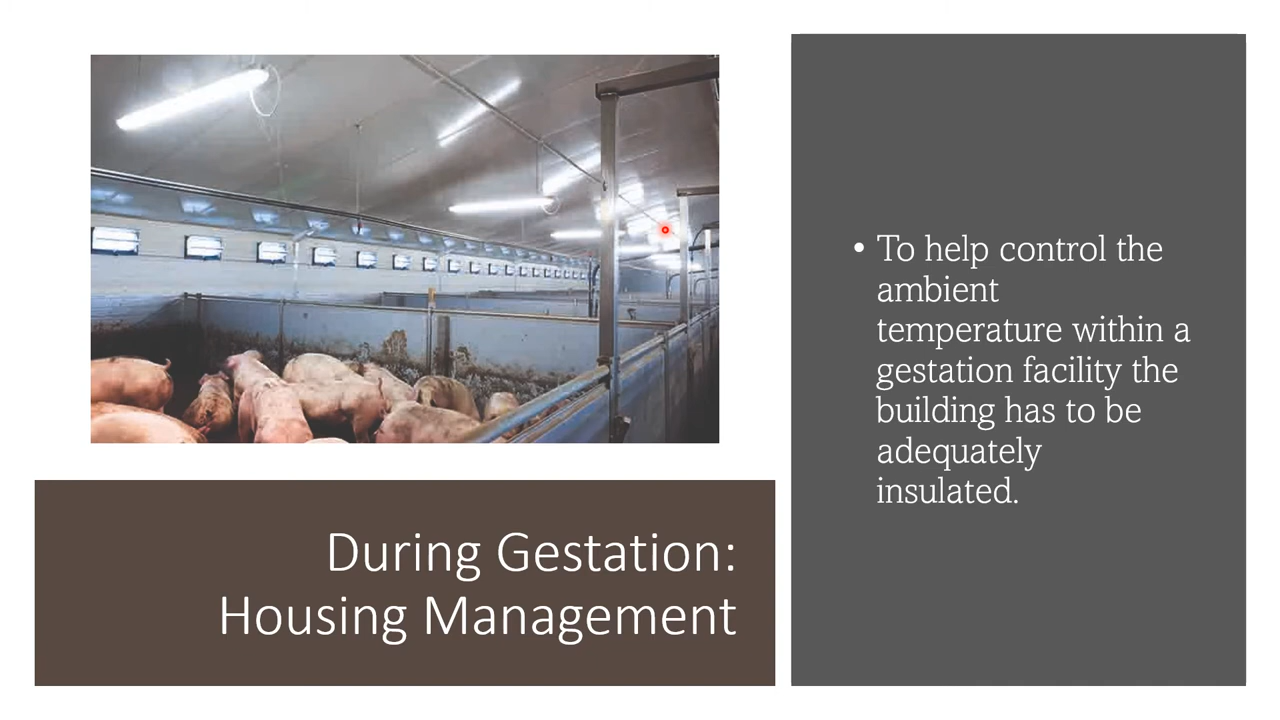 • To help control the
ambient
temperature within a
gestation facility the
building has to be
adequately
insulated.
During Gestation:
Housing Management